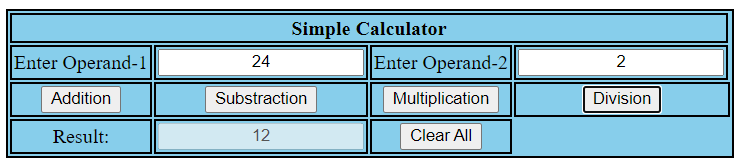 Simple Calculator
Enter Operand-1 24 Enter Operand-2 2
Addition Substraction Multiplication Division
Result: 12 Clear All